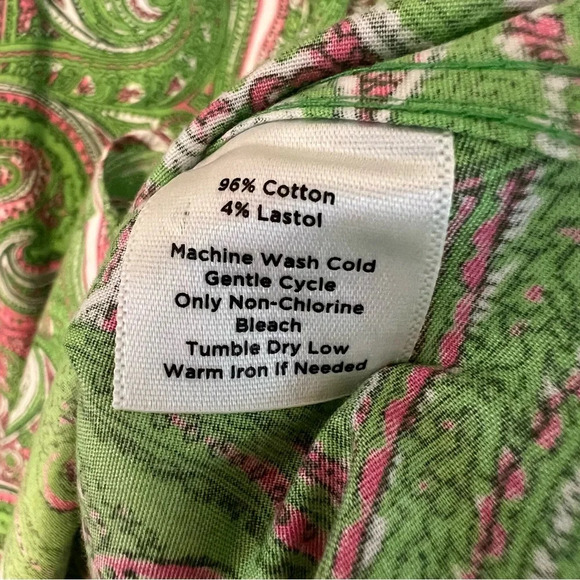 96% Cotton
4% Lastol
Machine Wash Cold
Gentle Cycle
Only Non-Chlorine
Bleach
Tumble Dry Low
Warm Iron If Needed